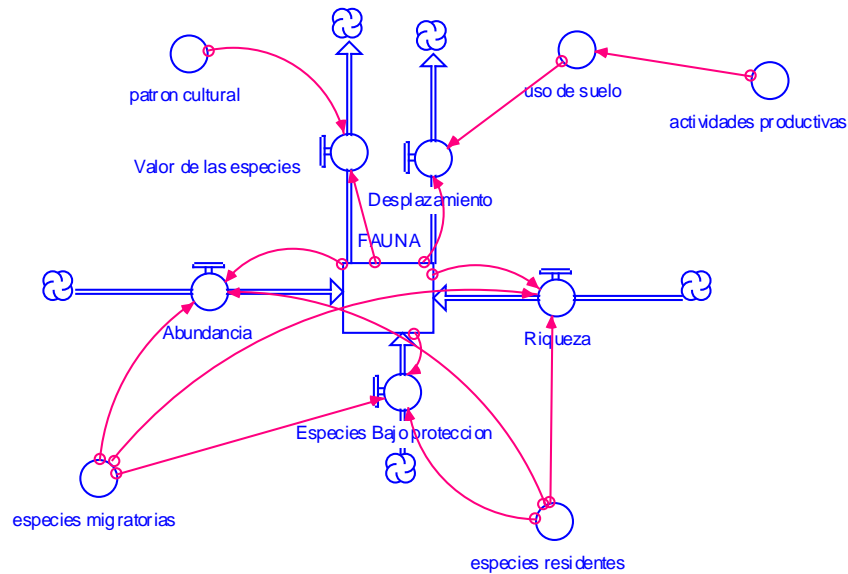 patron cultural
uso de suelo
actividades productivas
Valor de las especies
Desplazamiento
FAUNA
Abundancia
Riqueza
Especies Bajo proteccion
especies migratorias
especies residentes